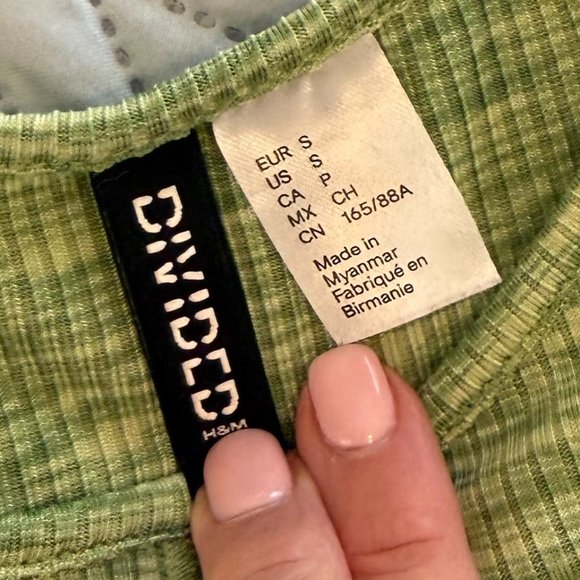 DIVIDED
H&M
EUR S
US S
CA P
MX CH
CN 165/88A
Made in
Myanmar
Fabriqué en
Birmanie